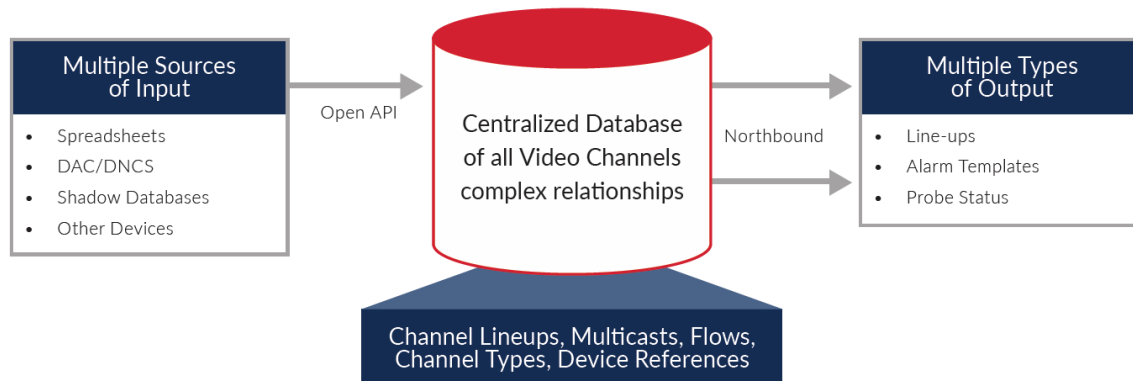 Multiple Sources
of Input
• Spreadsheets
• DAC/DNCS
• Shadow Databases
• Other Devices
Open API
Centralized Database
of all Video Channels
complex relationships
Northbound
Multiple Types
of Output
• Line-ups
• Alarm Templates
• Probe Status
Channel Lineups, Multicasts, Flows,
Channel Types, Device References